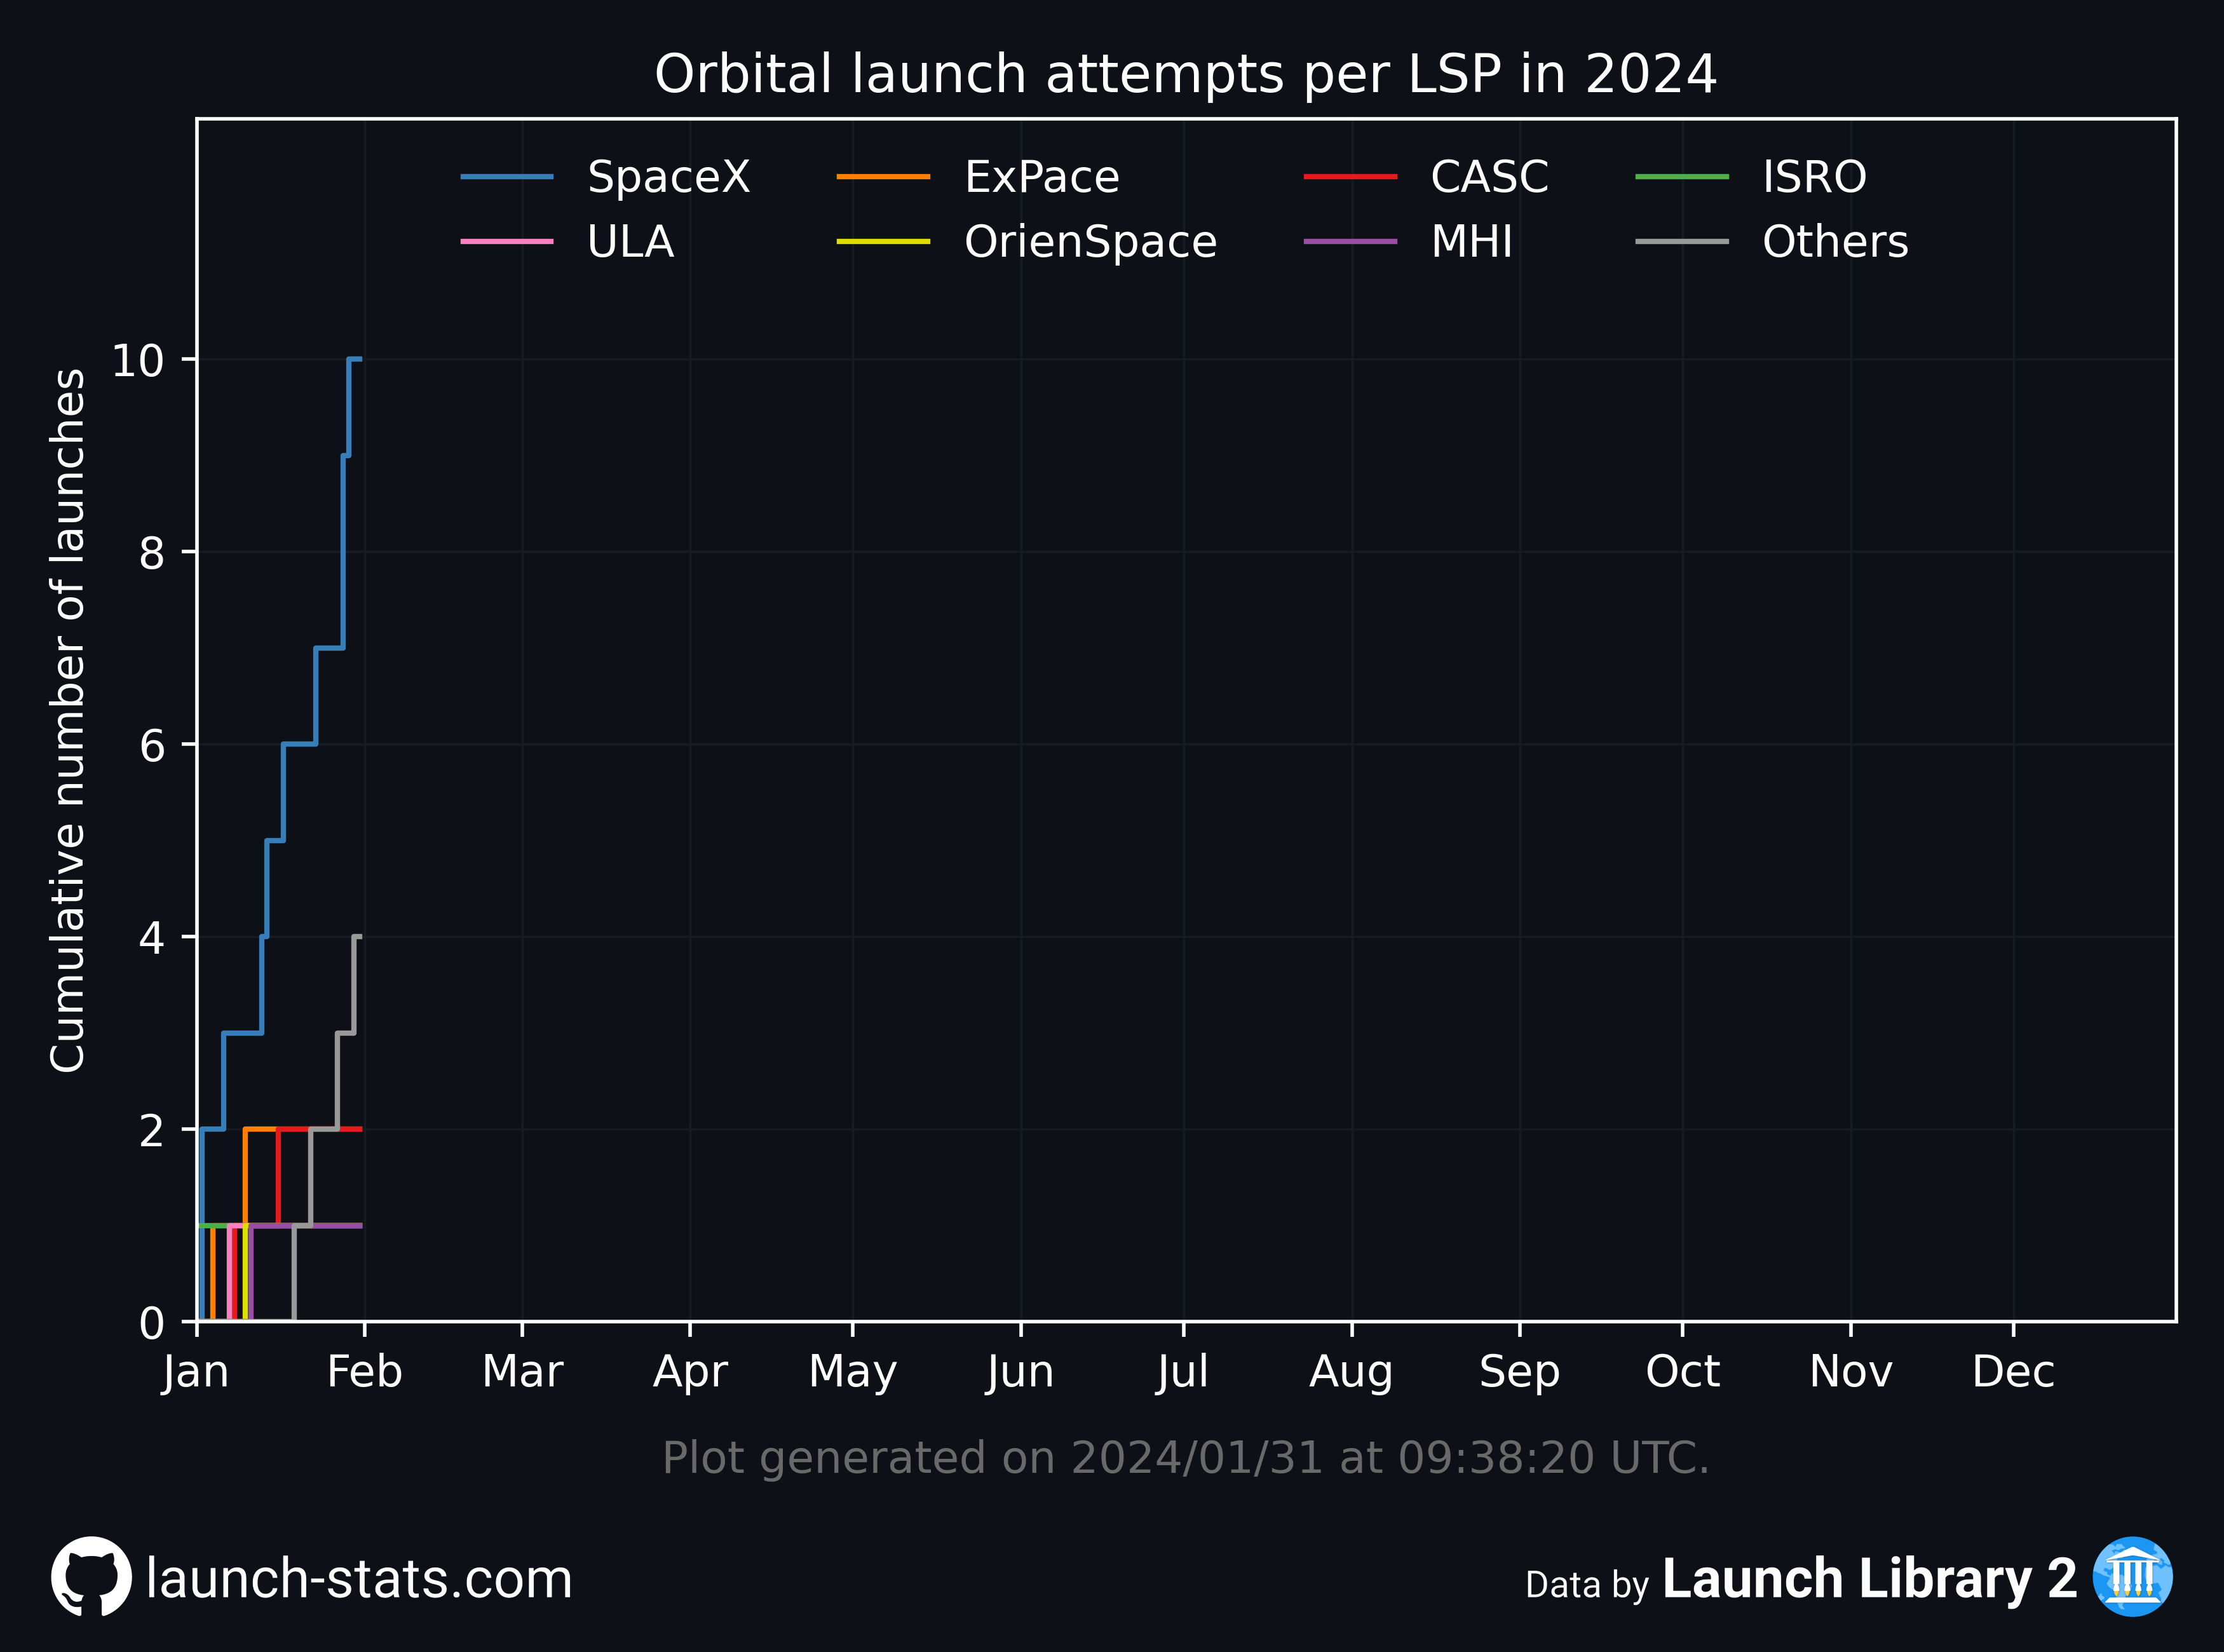 Orbital launch attempts per LSP in 2024
SpaceX ExPace CASC ISRO
ULA OrienSpace MHI Others
Cumulative number of launches
10
8
6
4
2
0
Jan Feb Mar Apr May Jun Jul Aug Sep Oct Nov Dec
Plot generated on 2024/01/31 at 09:38:20 UTC.
launch-stats.com
Data by Launch Library 2